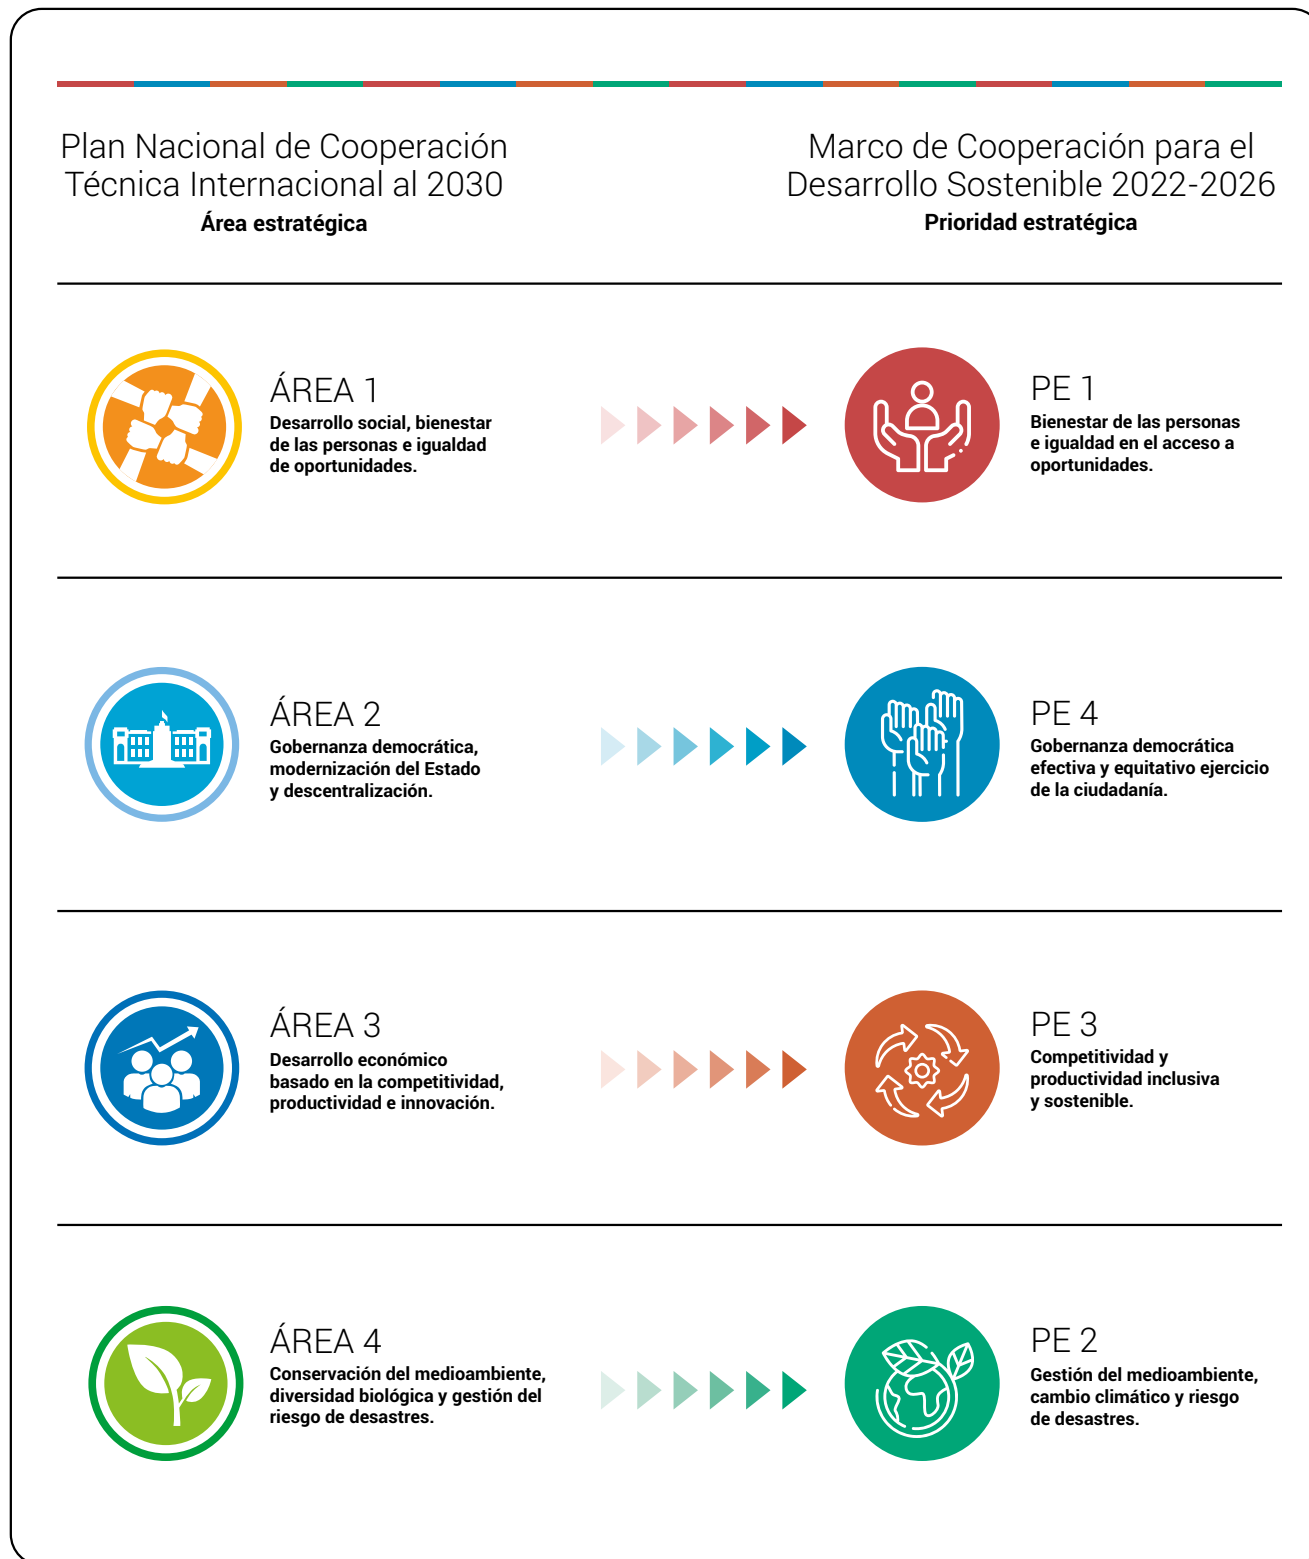 Plan Nacional de Cooperación
Técnica Internacional al 2030
Área estratégica
Marco de Cooperación para el
Desarrollo Sostenible 2022-2026
Prioridad estratégica
ÁREA 1
Desarrollo social, bienestar
de las personas e igualdad
de oportunidades.
PE 1
Bienestar de las personas
e igualdad en el acceso a
oportunidades.
ÁREA 2
Gobernanza democrática,
modernización del Estado
y descentralización.
PE 4
Gobernanza democrática
efectiva y equitativo ejercicio
de la ciudadanía.
ÁREA 3
Desarrollo económico
basado en la competitividad,
productividad e innovación.
PE 3
Competitividad y
productividad inclusiva
y sostenible.
ÁREA 4
Conservación del medioambiente,
diversidad biológica y gestión del
riesgo de desastres.
PE 2
Gestión del medioambiente,
cambio climático y riesgo
de desastres.